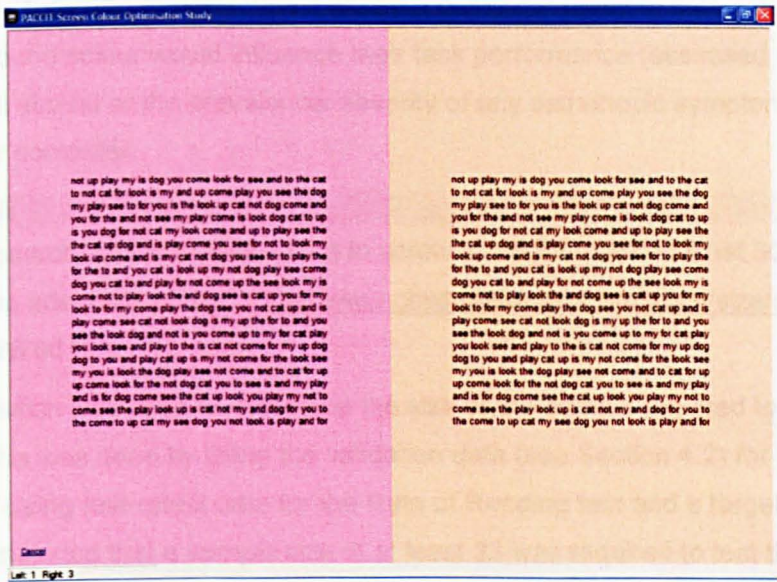 PACCIT Screen Colour Optimisation Study
not up play my is dog you come look for see and to the cat
to not cat for look is my and up come play you see the dog
my play see to for you is the look up cat not dog come and
you for the and not see my play come is look dog cat to up
is you dog for not cat my look come and up to play see the
the cat up dog and is play come you see for not to look my
look up come and is my cat not dog you see for to play the
for the to and you cat is look up my not dog play see come
dog you cat to and play for not come up the see look my is
come not to play look the and dog see is cat up you for my
look to for my come play the dog see you not cat up and is
play come see cat not look dog is my up the for to and you
see the look dog and not is you come up to my for cat play
you look see and play to the is cat not come for my up dog
dog to you and play cat up is my not come for the look see
my you is look the dog play see not come and to cat for up
up come look for the not dog cat you to see is and my play
and is for dog come see the cat up look you play my not to
come see the play look up is cat not my and dog for you to
the come to up cat my see dog you not look is play and for
not up play my is dog you come look for see and to the cat
to not cat for look is my and up come play you see the dog
my play see to for you is the look up cat not dog come and
you for the and not see my play come is look dog cat to up
is you dog for not cat my look come and up to play see the
the cat up dog and is play come you see for not to look my
look up come and is my cat not dog you see for to play the
for the to and you cat is look up my not dog play see come
dog you cat to and play for not come up the see look my is
come not to play look the and dog see is cat up you for my
look to for my come play the dog see you not cat up and is
play come see cat not look dog is my up the for to and you
see the look dog and not is you come up to my for cat play
you look see and play to the is cat not come for my up dog
dog to you and play cat up is my not come for the look see
my you is look the dog play see not come and to cat for up
up come look for the not dog cat you to see is and my play
and is for dog come see the cat up look you play my not to
come see the play look up is cat not my and dog for you to
the come to up cat my see dog you not look is play and for
Cancel
Left: 1 Right: 3